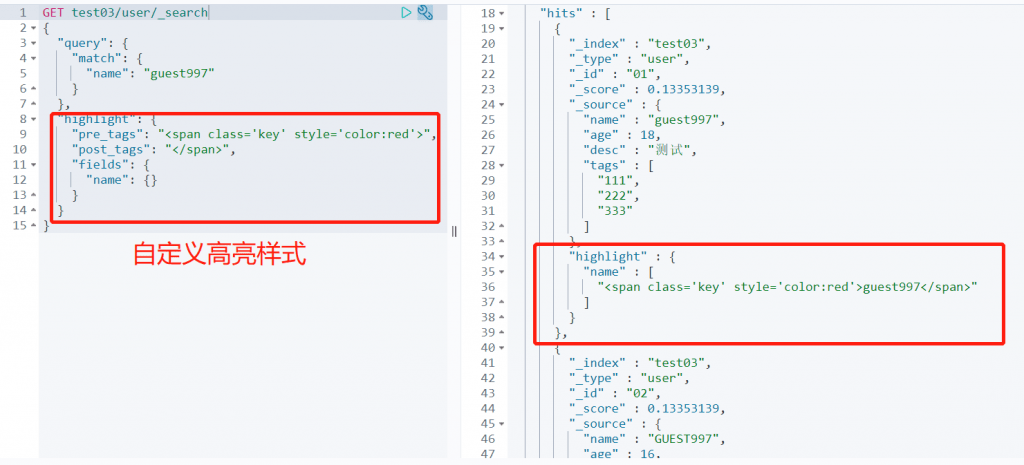 1 GET test03/user/_search
2 {
3 "query": {
4 "match": {
5 "name": "guest997"
6 }
7 },
8 "highlight": {
9 "pre_tags": "<span class='key' style='color:red'>",
10 "post_tags": "</span>",
11 "fields": {
12 "name": {}
13 }
14 }
15 }
自定义高亮样式
18 "hits" : [
19 {
20 "_index" : "test03",
21 "_type" : "user",
22 "_id" : "01",
23 "_score" : 0.13353139,
24 "_source" : {
25 "name" : "guest997",
26 "age" : 18,
27 "desc" : "测试",
28 "tags" : [
29 "111",
30 "222",
31 "333"
32 ]
33 },
34 "highlight" : {
35 "name" : [
36 "<span class='key' style='color:red'>guest997</span>"
37 ]
38 }
39 },
40 {
41 "_index" : "test03",
42 "_type" : "user",
43 "_id" : "02",
44 "_score" : 0.13353139,
45 "_source" : {
46 "name" : "GUEST997",
47 "age" : 16,